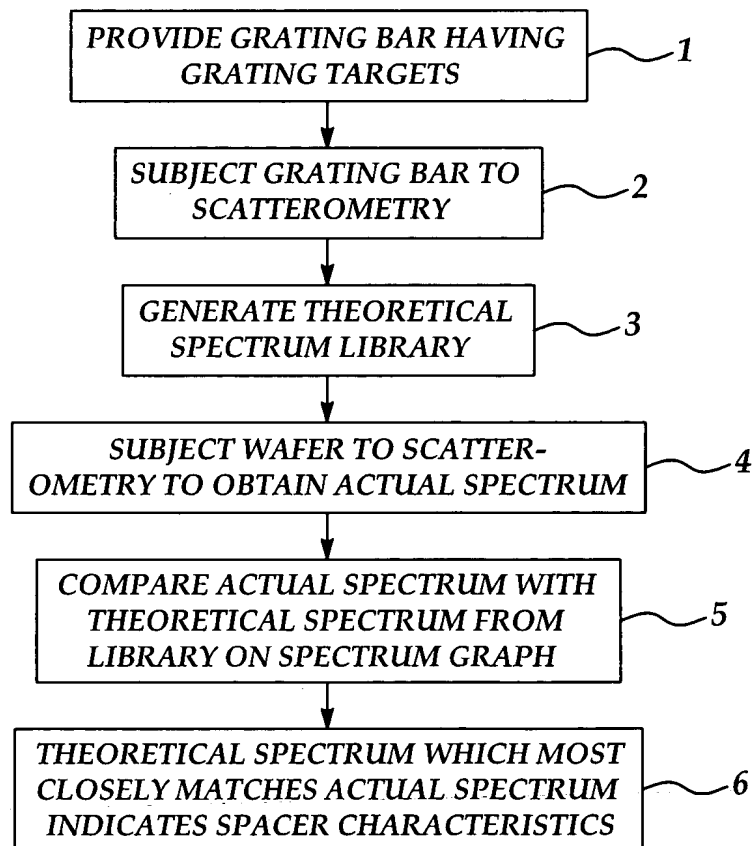 PROVIDE GRATING BAR HAVING
GRATING TARGETS
1
SUBJECT GRATING BAR TO
SCATTEROMETRY
2
GENERATE THEORETICAL
SPECTRUM LIBRARY
3
SUBJECT WAFER TO SCATTER-
OMETRY TO OBTAIN ACTUAL SPECTRUM
4
COMPARE ACTUAL SPECTRUM WITH
THEORETICAL SPECTRUM FROM
LIBRARY ON SPECTRUM GRAPH
5
THEORETICAL SPECTRUM WHICH MOST
CLOSELY MATCHES ACTUAL SPECTRUM
INDICATES SPACER CHARACTERISTICS
6